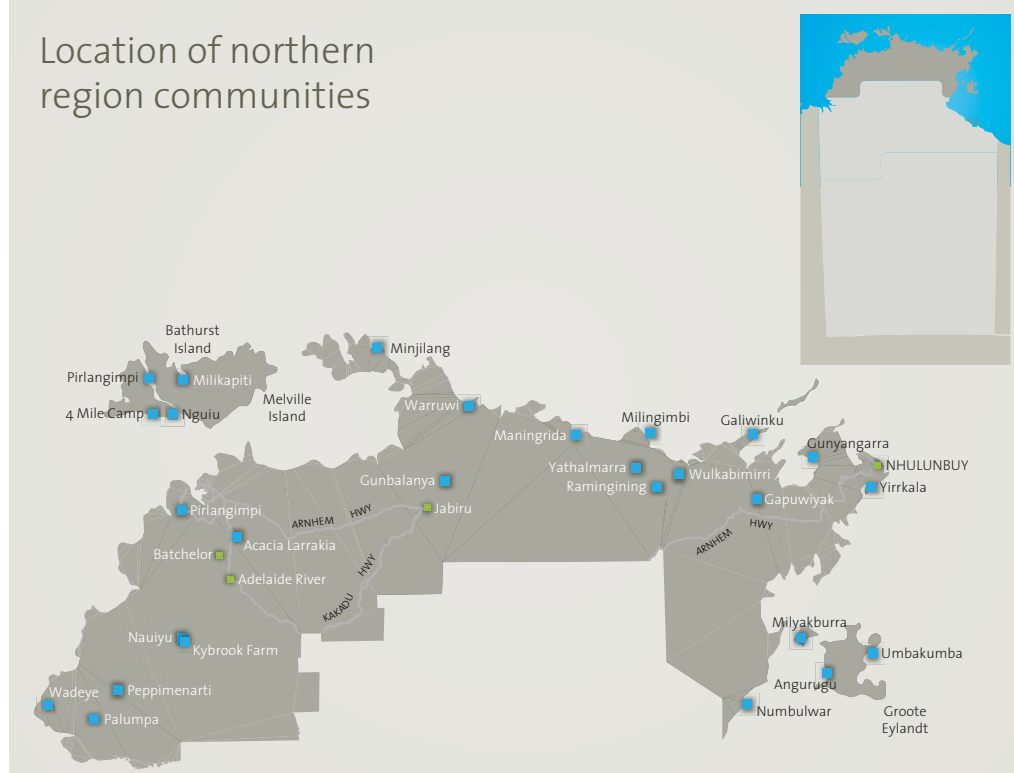 Location of northern
region communities
Bathurst
Island
Minjilang
Pirlangimpi
Milikapiti
Melville
Island
4 Mile Camp
Nguiu
Warruwi
Maningrida
Milingimbi
Galiwinku
Gunyangarra
NHULUNBUY
Yathalmarra
Wulkabimirri
Ramingining
Yirrkala
Gapuwiyak
Gunbalanya
Jabiru
Pirlangimpi
ARNHEM
HWY
ARNHEM
HWY
Acacia Larrakia
Batchelor
Adelaide River
KAKADU
HWY
Nauiyu
Kybrook Farm
Milyakburra
Umbakumba
Angurugu
Wadeye
Peppimenarti
Palumpa
Numbulwar
Groote
Eylandt